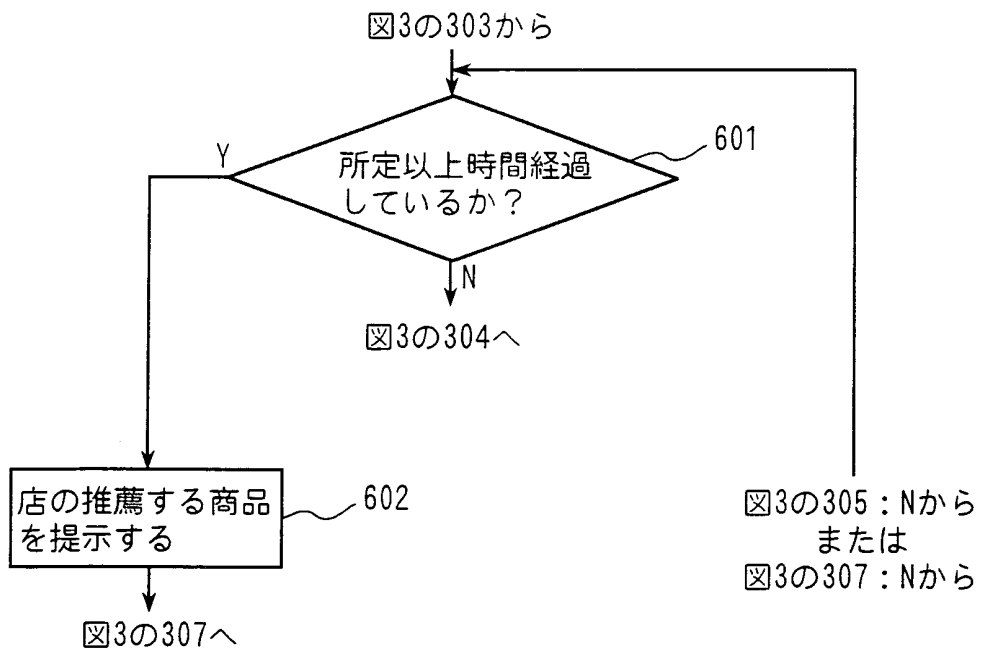 図3の303から
Y
所定以上時間経過
しているか？
601
N
図3の304へ
店の推薦する商品
を提示する
602
図3の307へ
図3の305：Nから
または
図3の307：Nから